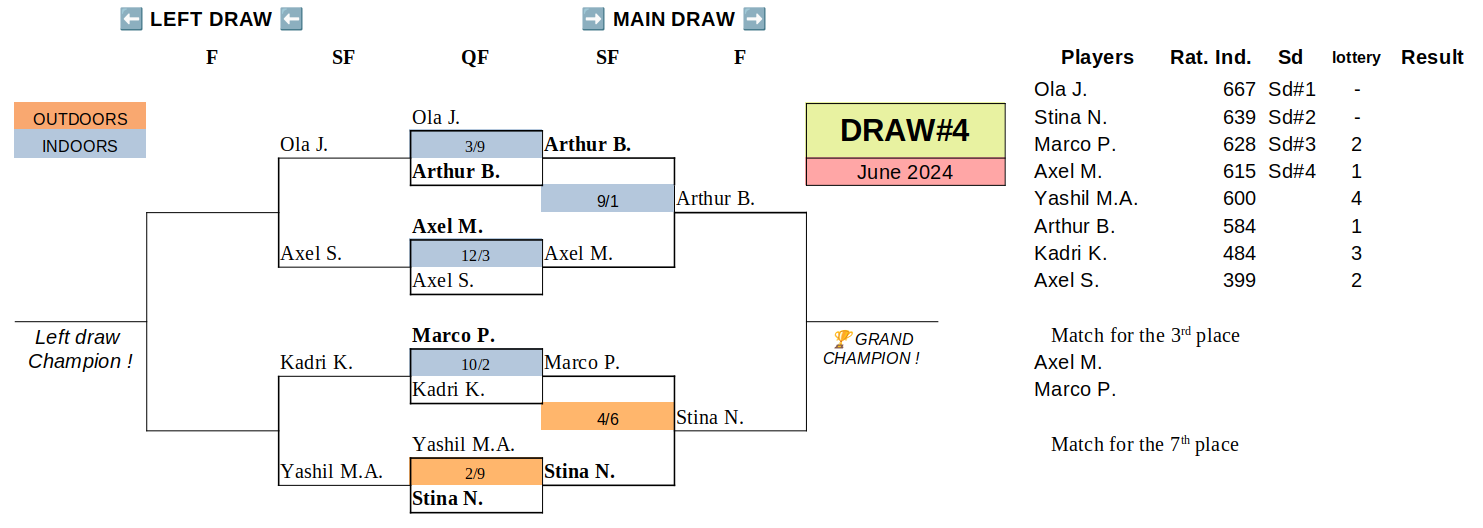 ⬅ LEFT DRAW ⬅ ➡ MAIN DRAW ➡
F SF QF SF F
Players Rat. Ind. Sd lottery Result
OUTDOORS
INDOORS
Ola J.
3/9
Arthur B.
Axel M.
12/3
Axel S.
Marco P.
10/2
Kadri K.
Yashil M.A.
2/9
Stina N.
Ola J.
Axel S.
Kadri K.
Yashil M.A.
Left draw
Champion !
Arthur B.
9/1
Axel M.
Marco P.
4/6
Stina N.
Arthur B.
Stina N.
🏆 GRAND
CHAMPION !
DRAW#4
June 2024
Ola J. 667 Sd#1 -
Stina N. 639 Sd#2 -
Marco P. 628 Sd#3 2
Axel M. 615 Sd#4 1
Yashil M.A. 600 4
Arthur B. 584 1
Kadri K. 484 3
Axel S. 399 2
Match for the 3rd place
Axel M.
Marco P.
Match for the 7th place